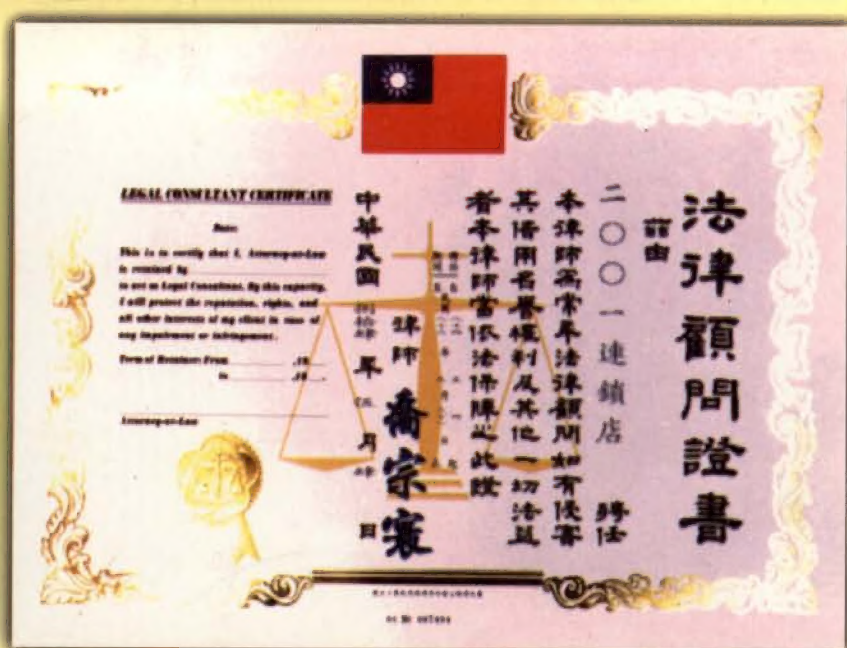 法律顧問證書
茲由
二〇〇一連鎖店 聘任
本律師為常年法律顧問如有侵害
其信用名譽權利及其他一切法益
者本律師當依法保障之此證
律師
中華民國 年 月 日
LEGAL CONSULTANT CERTIFICATE
Date:
This is to certify that I, Attorney-at-Law
is retained by
to act as Legal Consultant. By this capacity,
I will protect the reputation, rights, and
all other interests of my client in case of
any impairment or infringement.
Term of Retainer: From ,19
to ,19
Attorney-at-Law